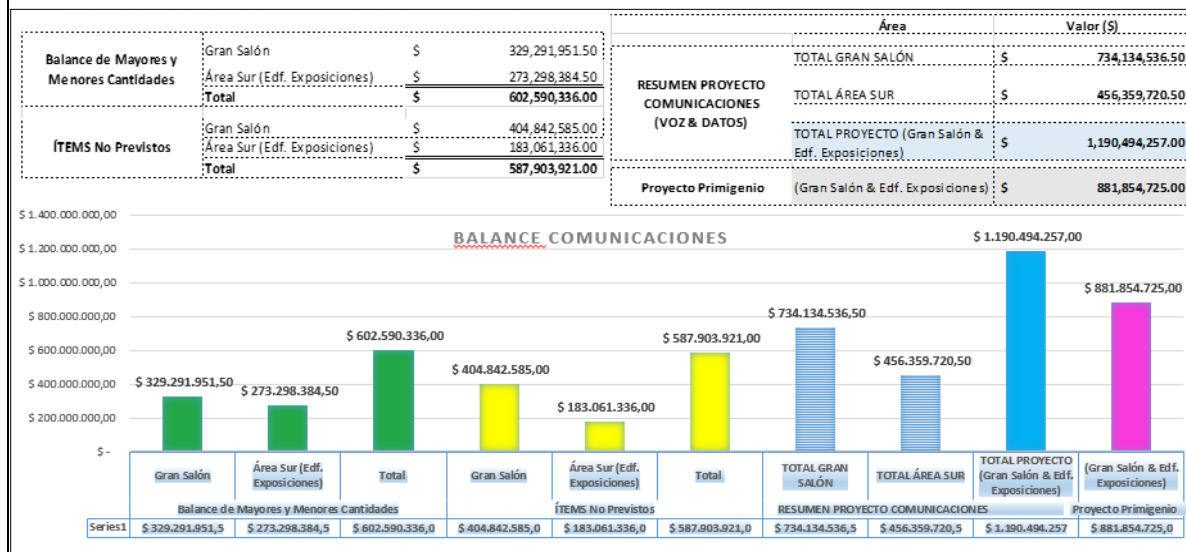 Balance de Mayores y
Menores Cantidades
Gran Salón $ 329,291,951.50
Área Sur (Edf. Exposiciones) $ 273,298,384.50
Total $ 602,590,336.00
ÍTEMS No Previstos
Gran Salón $ 404,842,585.00
Área Sur (Edf. Exposiciones) $ 183,061,336.00
Total $ 587,903,921.00
Área Valor ($)
RESUMEN PROYECTO
COMUNICACIONES
(VOZ & DATOS)
TOTAL GRAN SALÓN $ 734,134,536.50
TOTAL ÁREA SUR $ 456,359,720.50
TOTAL PROYECTO (Gran Salón &
Edf. Exposiciones) $ 1,190,494,257.00
Proyecto Primigenio (Gran Salón & Edf. Exposiciones) $ 881,854,725.00
BALANCE COMUNICACIONES
$ 1.400.000.000,00
$ 1.200.000.000,00
$ 1.000.000.000,00
$ 800.000.000,00
$ 600.000.000,00
$ 400.000.000,00
$ 200.000.000,00
$ -
$ 329.291.951,50
$ 273.298.384,50
$ 602.590.336,00
$ 404.842.585,00
$ 183.061.336,00
$ 587.903.921,00
$ 734.134.536,50
$ 456.359.720,50
$ 1.190.494.257,00
$ 881.854.725,00
Gran Salón
Área Sur (Edf.
Exposiciones)
Total
Gran Salón
Área Sur (Edf.
Exposiciones)
Total
TOTAL GRAN
SALÓN
TOTAL ÁREA SUR
TOTAL PROYECTO
(Gran Salón & Edf.
Exposiciones)
(Gran Salón & Edf.
Exposiciones)
Balance de Mayores y Menores Cantidades ÍTEMS No Previstos RESUMEN PROYECTO COMUNICACIONES Proyecto Primigenio
Series1 $ 329.291.951,5 $ 273.298.384,5 $ 602.590.336,0 $ 404.842.585,0 $ 183.061.336,0 $ 587.903.921,0 $ 734.134.536,5 $ 456.359.720,5 $ 1.190.494.257 $ 881.854.725,0